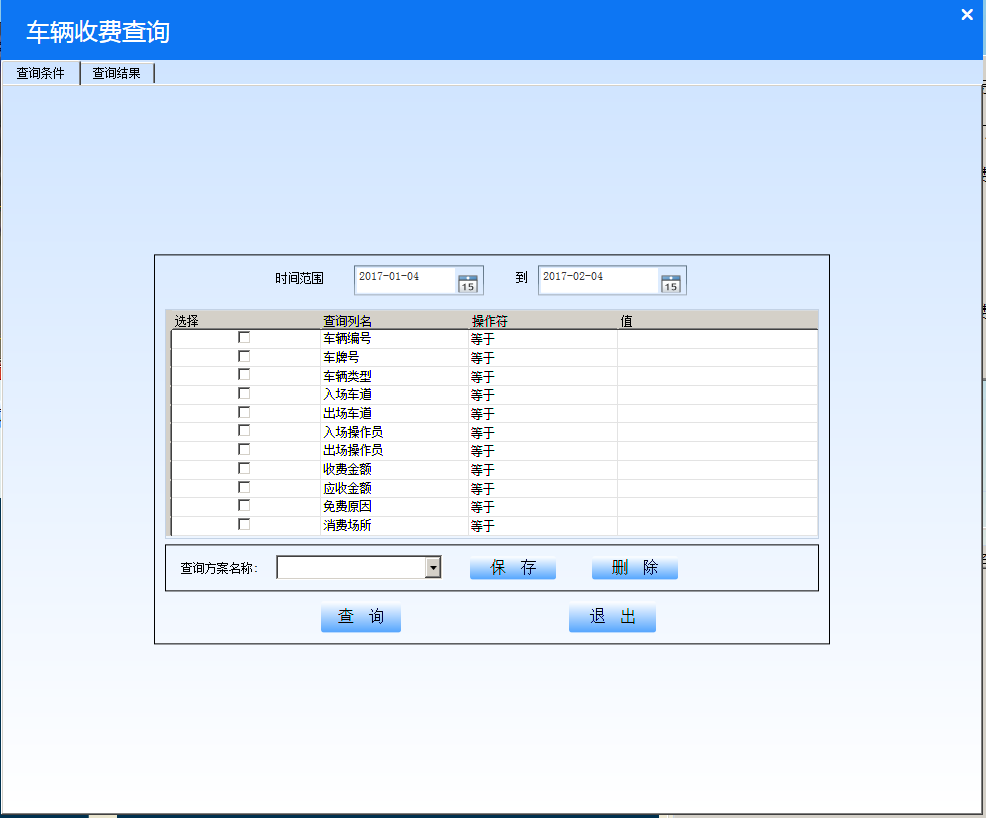 车辆收费查询
查询条件 查询结果
时间范围 2017-01-04 15 到 2017-02-04 15
选择 查询列名 操作符 值
车辆编号 等于
车牌号 等于
车辆类型 等于
入场车道 等于
出场车道 等于
入场操作员 等于
出场操作员 等于
收费金额 等于
应收金额 等于
免费原因 等于
消费场所 等于
查询方案名称： 保 存 删 除
查 询 退 出